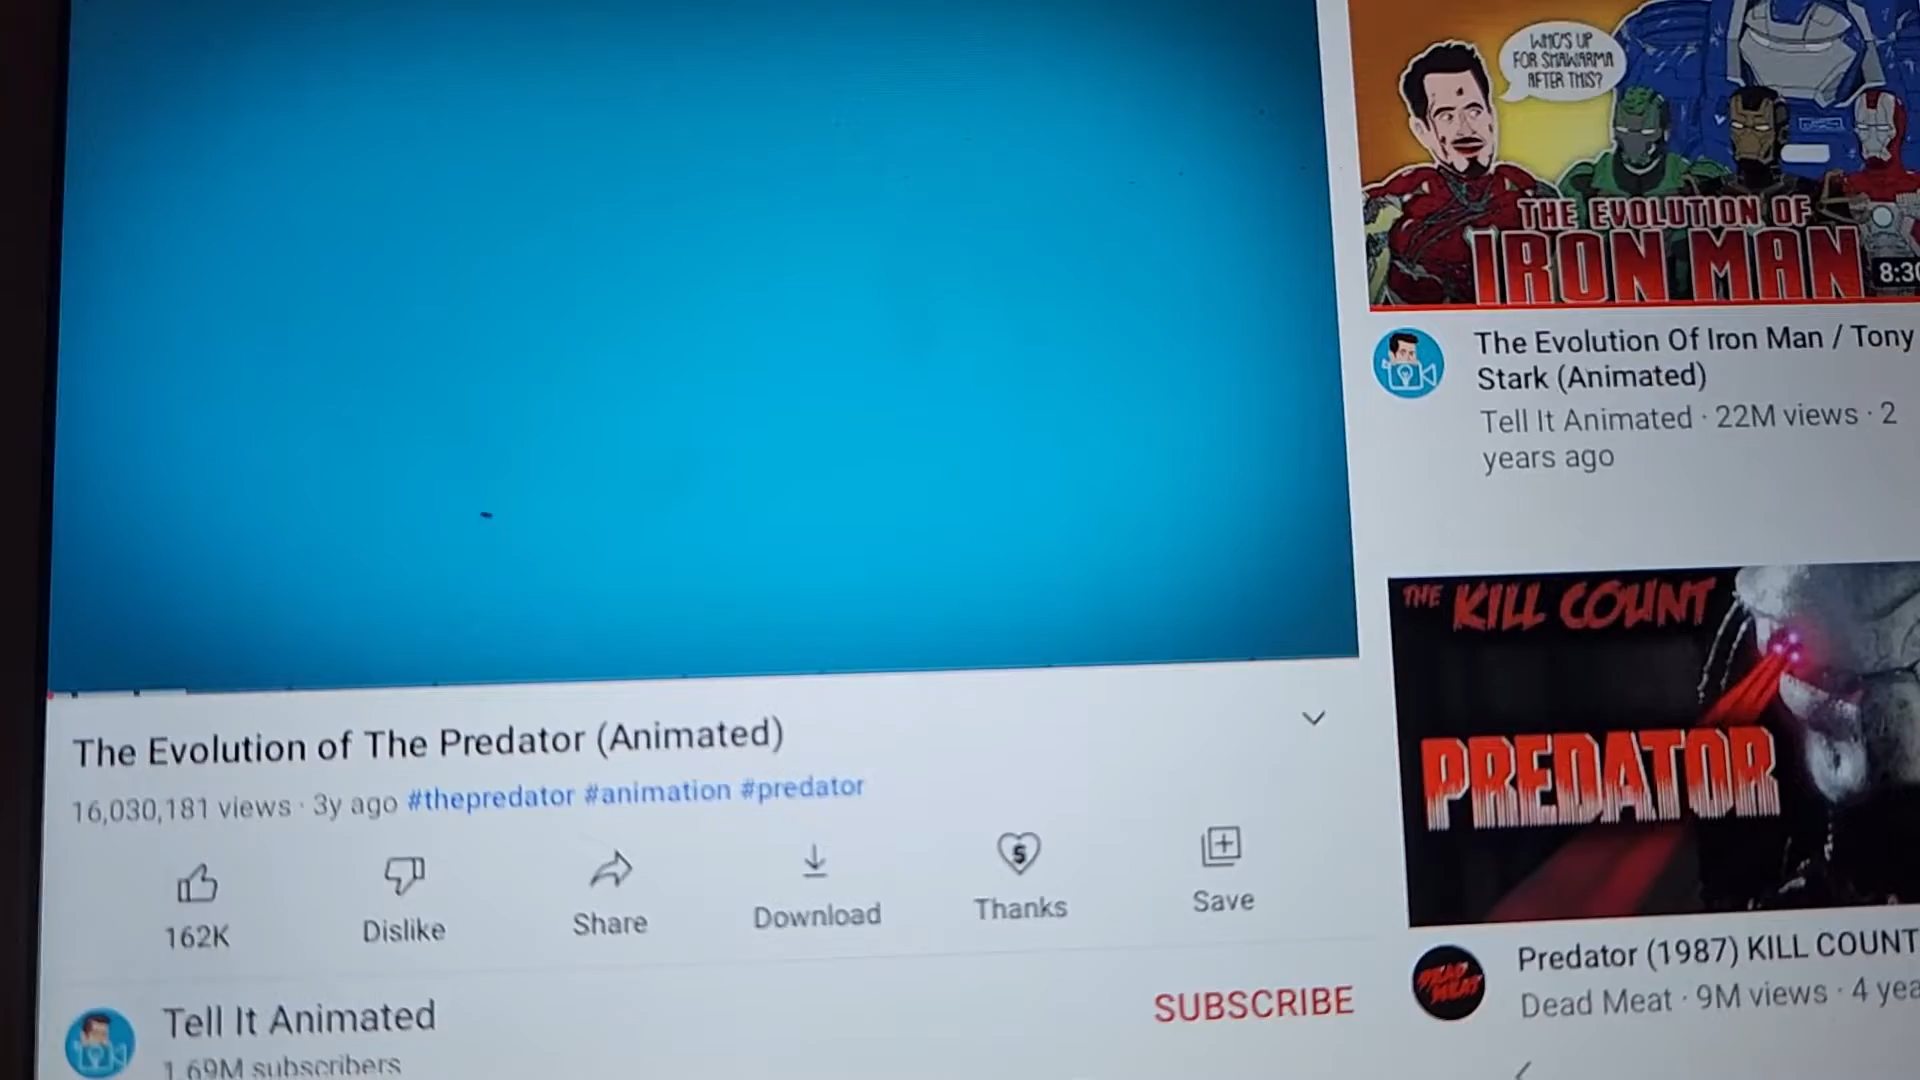 The Evolution of The Predator (Animated)
16,030,181 views · 3y ago #thepredator #animation #predator
162K
Dislike
Share
Download
Thanks
Save
Tell It Animated
1.69M subscribers
SUBSCRIBE
WHO'S UP
FOR SHAWARMA
AFTER THIS?
THE EVOLUTION OF
IRON MAN
8:30
The Evolution Of Iron Man / Tony
Stark (Animated)
Tell It Animated · 22M views · 2
years ago
THE KILL COUNT
PREDATOR
DEAD
MEAT
Predator (1987) KILL COUNT
Dead Meat · 9M views · 4 yea